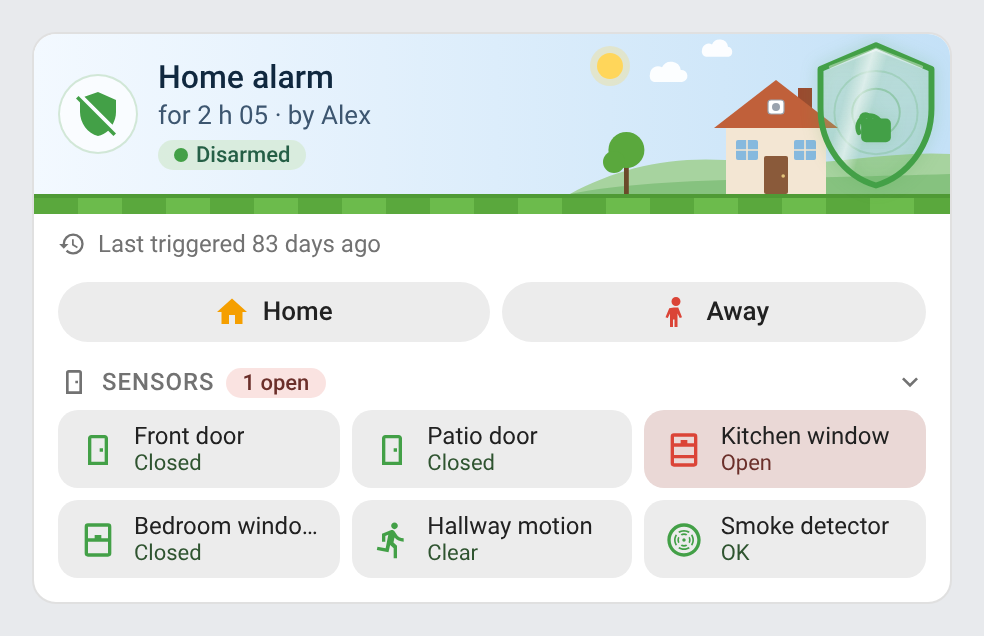 Home alarm
for 2 h 05 · by Alex
Disarmed
Last triggered 83 days ago
Home
Away
SENSORS
1 open
Front door
Closed
Patio door
Closed
Kitchen window
Open
Bedroom windo...
Closed
Hallway motion
Clear
Smoke detector
OK